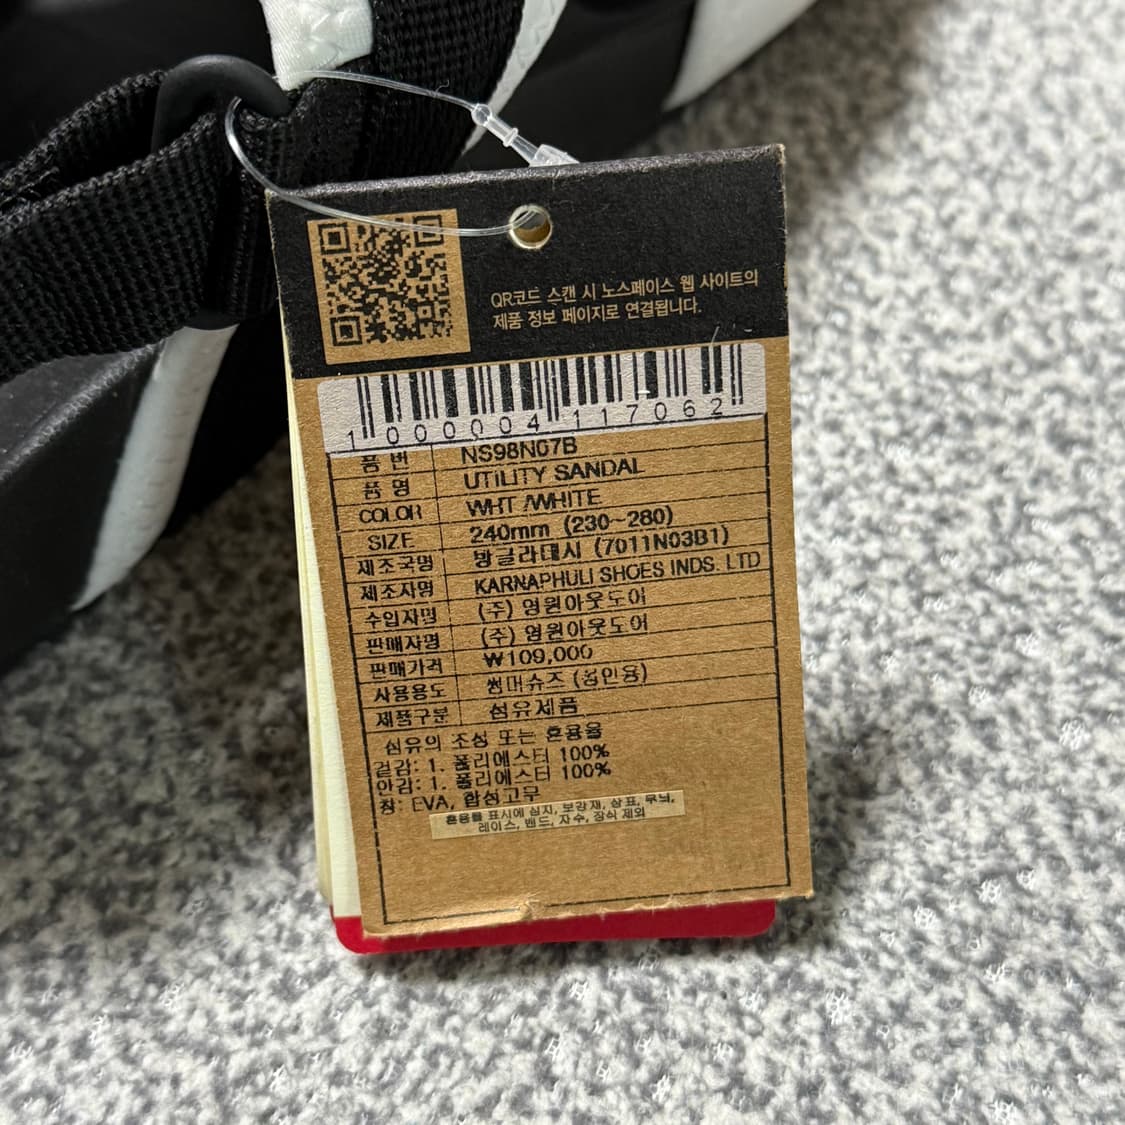 QR코드 스캔 시 노스페이스 웹 사이트의
제품 정보 페이지로 연결됩니다.
1 000004 117062
품 번 NS98N07B
품 명 UTILITY SANDAL
COLOR WHT /WHITE
SIZE 240mm (230~280)
제조국명 방글라데시 (7011N03B1)
제조자명 KARNAPHULI SHOES INDS. LTD
수입자명 (주) 영원아웃도어
판매자명 (주) 영원아웃도어
판매가격 ₩109,000
사용용도 썸머슈즈 (공용)
제품구분 섬유제품
섬유의 조성 또는 혼용율
겉감: 1. 폴리에스터 100%
안감: 1. 폴리에스터 100%
창: EVA, 합성고무
혼용률 표시에 심지, 보강재, 상표, 무늬,
레이스, 밴드, 자수, 장식 제외